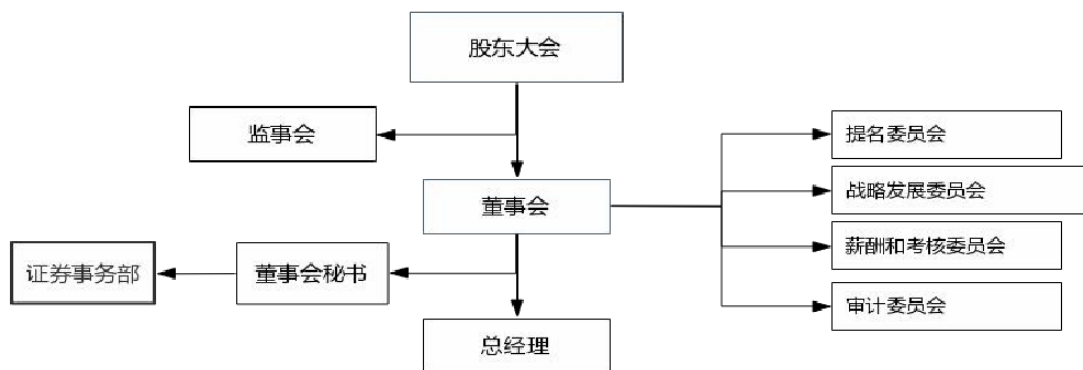 股东大会
监事会
提名委员会
战略发展委员会
董事会
薪酬和考核委员会
证券事务部
董事会秘书
审计委员会
总经理